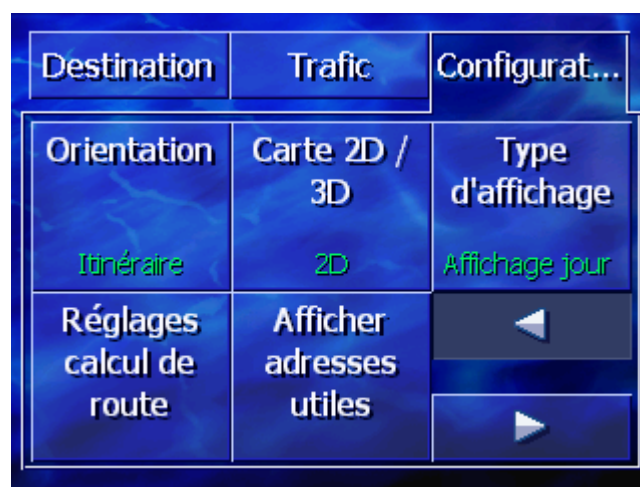 Destination
Trafic
Configurat...
Orientation
Itinéraire
Carte 2D /
3D
2D
Type
d'affichage
Affichage jour
Réglages
calcul de
route
Afficher
adresses
utiles